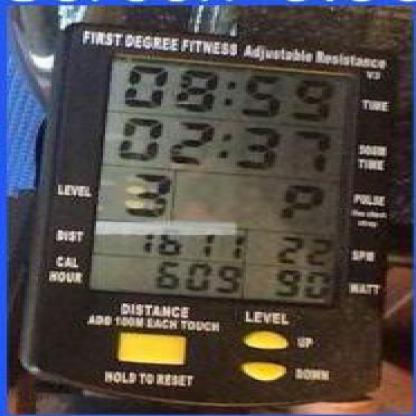 FIRST DEGREE FITNESS Adjustable Resistance
V3
08:59 TIME
02:37 500M TIME
LEVEL 3 P PULSE
DIST 1611 22 SPM
CAL HOUR 609 90 WATT
DISTANCE LEVEL
ADD 100M EACH TOUCH
UP
DOWN
HOLD TO RESET